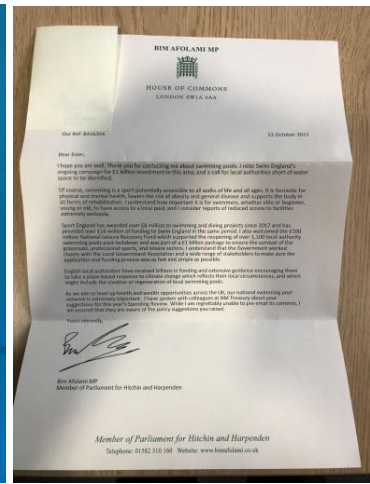 BIM AFOLAMI MP
HOUSE OF COMMONS
LONDON SW1A 0AA
Our Ref: BA
12 October 2021
Dear
I hope you are well. Thank you for contacting me about swimming pools. I note Swim England's
ongoing campaign for £1 billion investment in this area, and a call for local authorities short of water
space to be identified.
Of course, swimming is a sport potentially accessible to all walks of life and all ages. It is fantastic for
physical and mental health, lowers the risk of obesity and general disease and supports the body in
all forms of rehabilitation. I understand how important it is for swimmers, whether elite or beginner,
young or old, to have access to a local pool, and I consider reports of reduced access to facilities
extremely seriously.
Sport England has awarded over £8 million to swimming and diving projects since 2017 and has
provided over £14 million of funding to Swim England in the same period. I also welcomed the £100
million National Leisure Recovery Fund which supported the reopening of over 1,100 local authority
swimming pools post-lockdown and was part of a £1 billion package to ensure the survival of the
grassroots, professional sports, and leisure sectors. I understand that the Government worked
closely with the Local Government Association and a wide range of stakeholders to make sure the
application and funding process was as fast and simple as possible.
English local authorities have received billions in funding and extensive guidance encouraging them
to take a place-based response to climate change which reflects their local circumstances, and which
might include the creation or regeneration of local swimming pools.
As we aim to level up health and wealth opportunities across the UK, our national swimming pool
network is extremely important. I have spoken with colleagues at HM Treasury about your
suggestions for this year's Spending Review. While I am regrettably unable to pre-empt its contents, I
am assured that they are aware of the policy suggestions you raised.
Yours sincerely,
Bim Afolami MP
Member of Parliament for Hitchin and Harpenden
Member of Parliament for Hitchin and Harpenden
Telephone: 01582 310 160 Website: www.bimafolami.co.uk